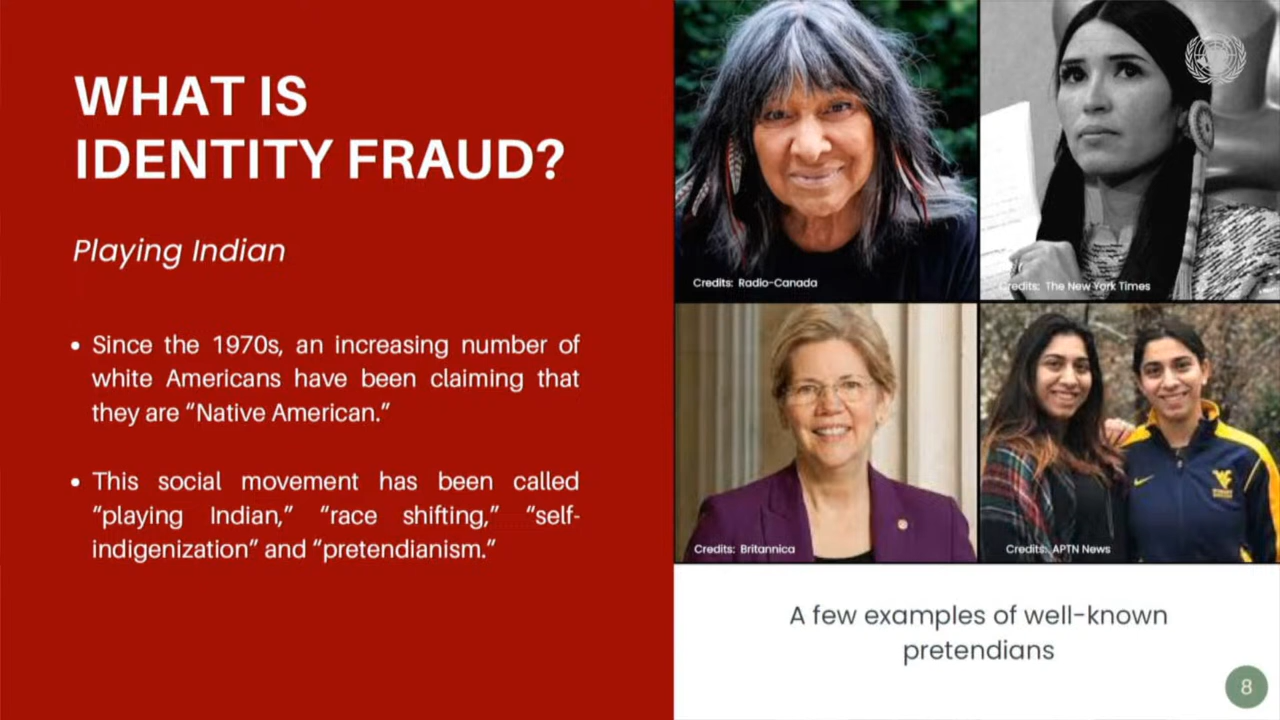 WHAT IS
IDENTITY FRAUD?
Playing Indian
• Since the 1970s, an increasing number of
white Americans have been claiming that
they are “Native American.”
• This social movement has been called
“playing Indian,” “race shifting,” “self-
indigenization” and “pretendianism.”
Credits: Radio-Canada
Credits: The New York Times
Credits: Britannica
Credits: APTN News
A few examples of well-known
pretendians
8